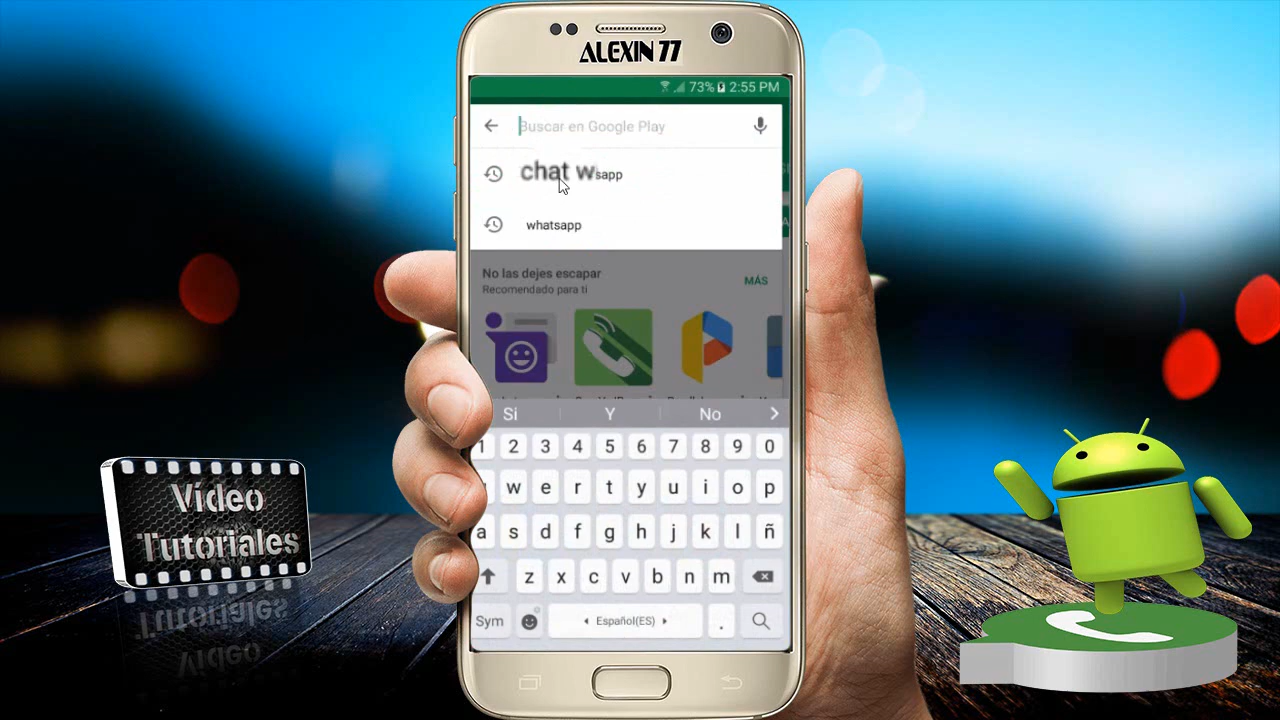 ALEXIN 77
73% 2:55 PM
Buscar en Google Play
chat w sapp
whatsapp
No las dejes escapar
Recomendado para ti
MÁS
Si Y No
1 2 3 4 5 6 7 8 9 0
w e r t y u i o p
a s d f g h j k l ñ
z x c v b n m
Sym Español(ES) .
Vídeo
Tutoriales